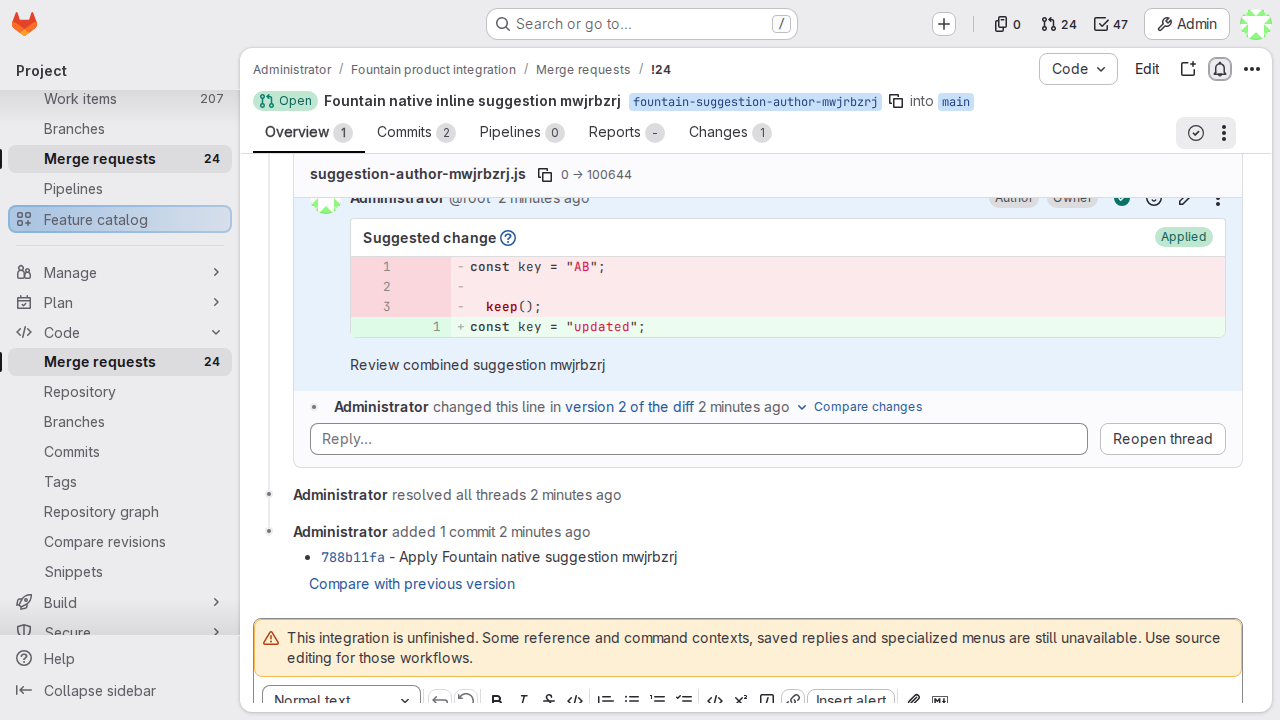 Search or go to...
/
0
24
47
Admin
Project
Work items 207
Branches
Merge requests 24
Pipelines
Feature catalog
Manage
Plan
Code
Merge requests 24
Repository
Branches
Commits
Tags
Repository graph
Compare revisions
Snippets
Build
Secure
Help
Collapse sidebar
Administrator / Fountain product integration / Merge requests / !24
Code
Edit
Open Fountain native inline suggestion mwjrbzrj fountain-suggestion-author-mwjrbzrj into main
Overview 1 Commits 2 Pipelines 0 Reports - Changes 1
suggestion-author-mwjrbzrj.js 0 → 100644
Administrator @root 2 minutes ago Author Owner
Suggested change Applied
1 - const key = "AB";
2 -
3 - keep();
1 + const key = "updated";
Review combined suggestion mwjrbzrj
Administrator changed this line in version 2 of the diff 2 minutes ago Compare changes
Reply... Reopen thread
Administrator resolved all threads 2 minutes ago
Administrator added 1 commit 2 minutes ago
788b11fa - Apply Fountain native suggestion mwjrbzrj
Compare with previous version
This integration is unfinished. Some reference and command contexts, saved replies and specialized menus are still unavailable. Use source
editing for those workflows.
Normal text B I S Insert alert